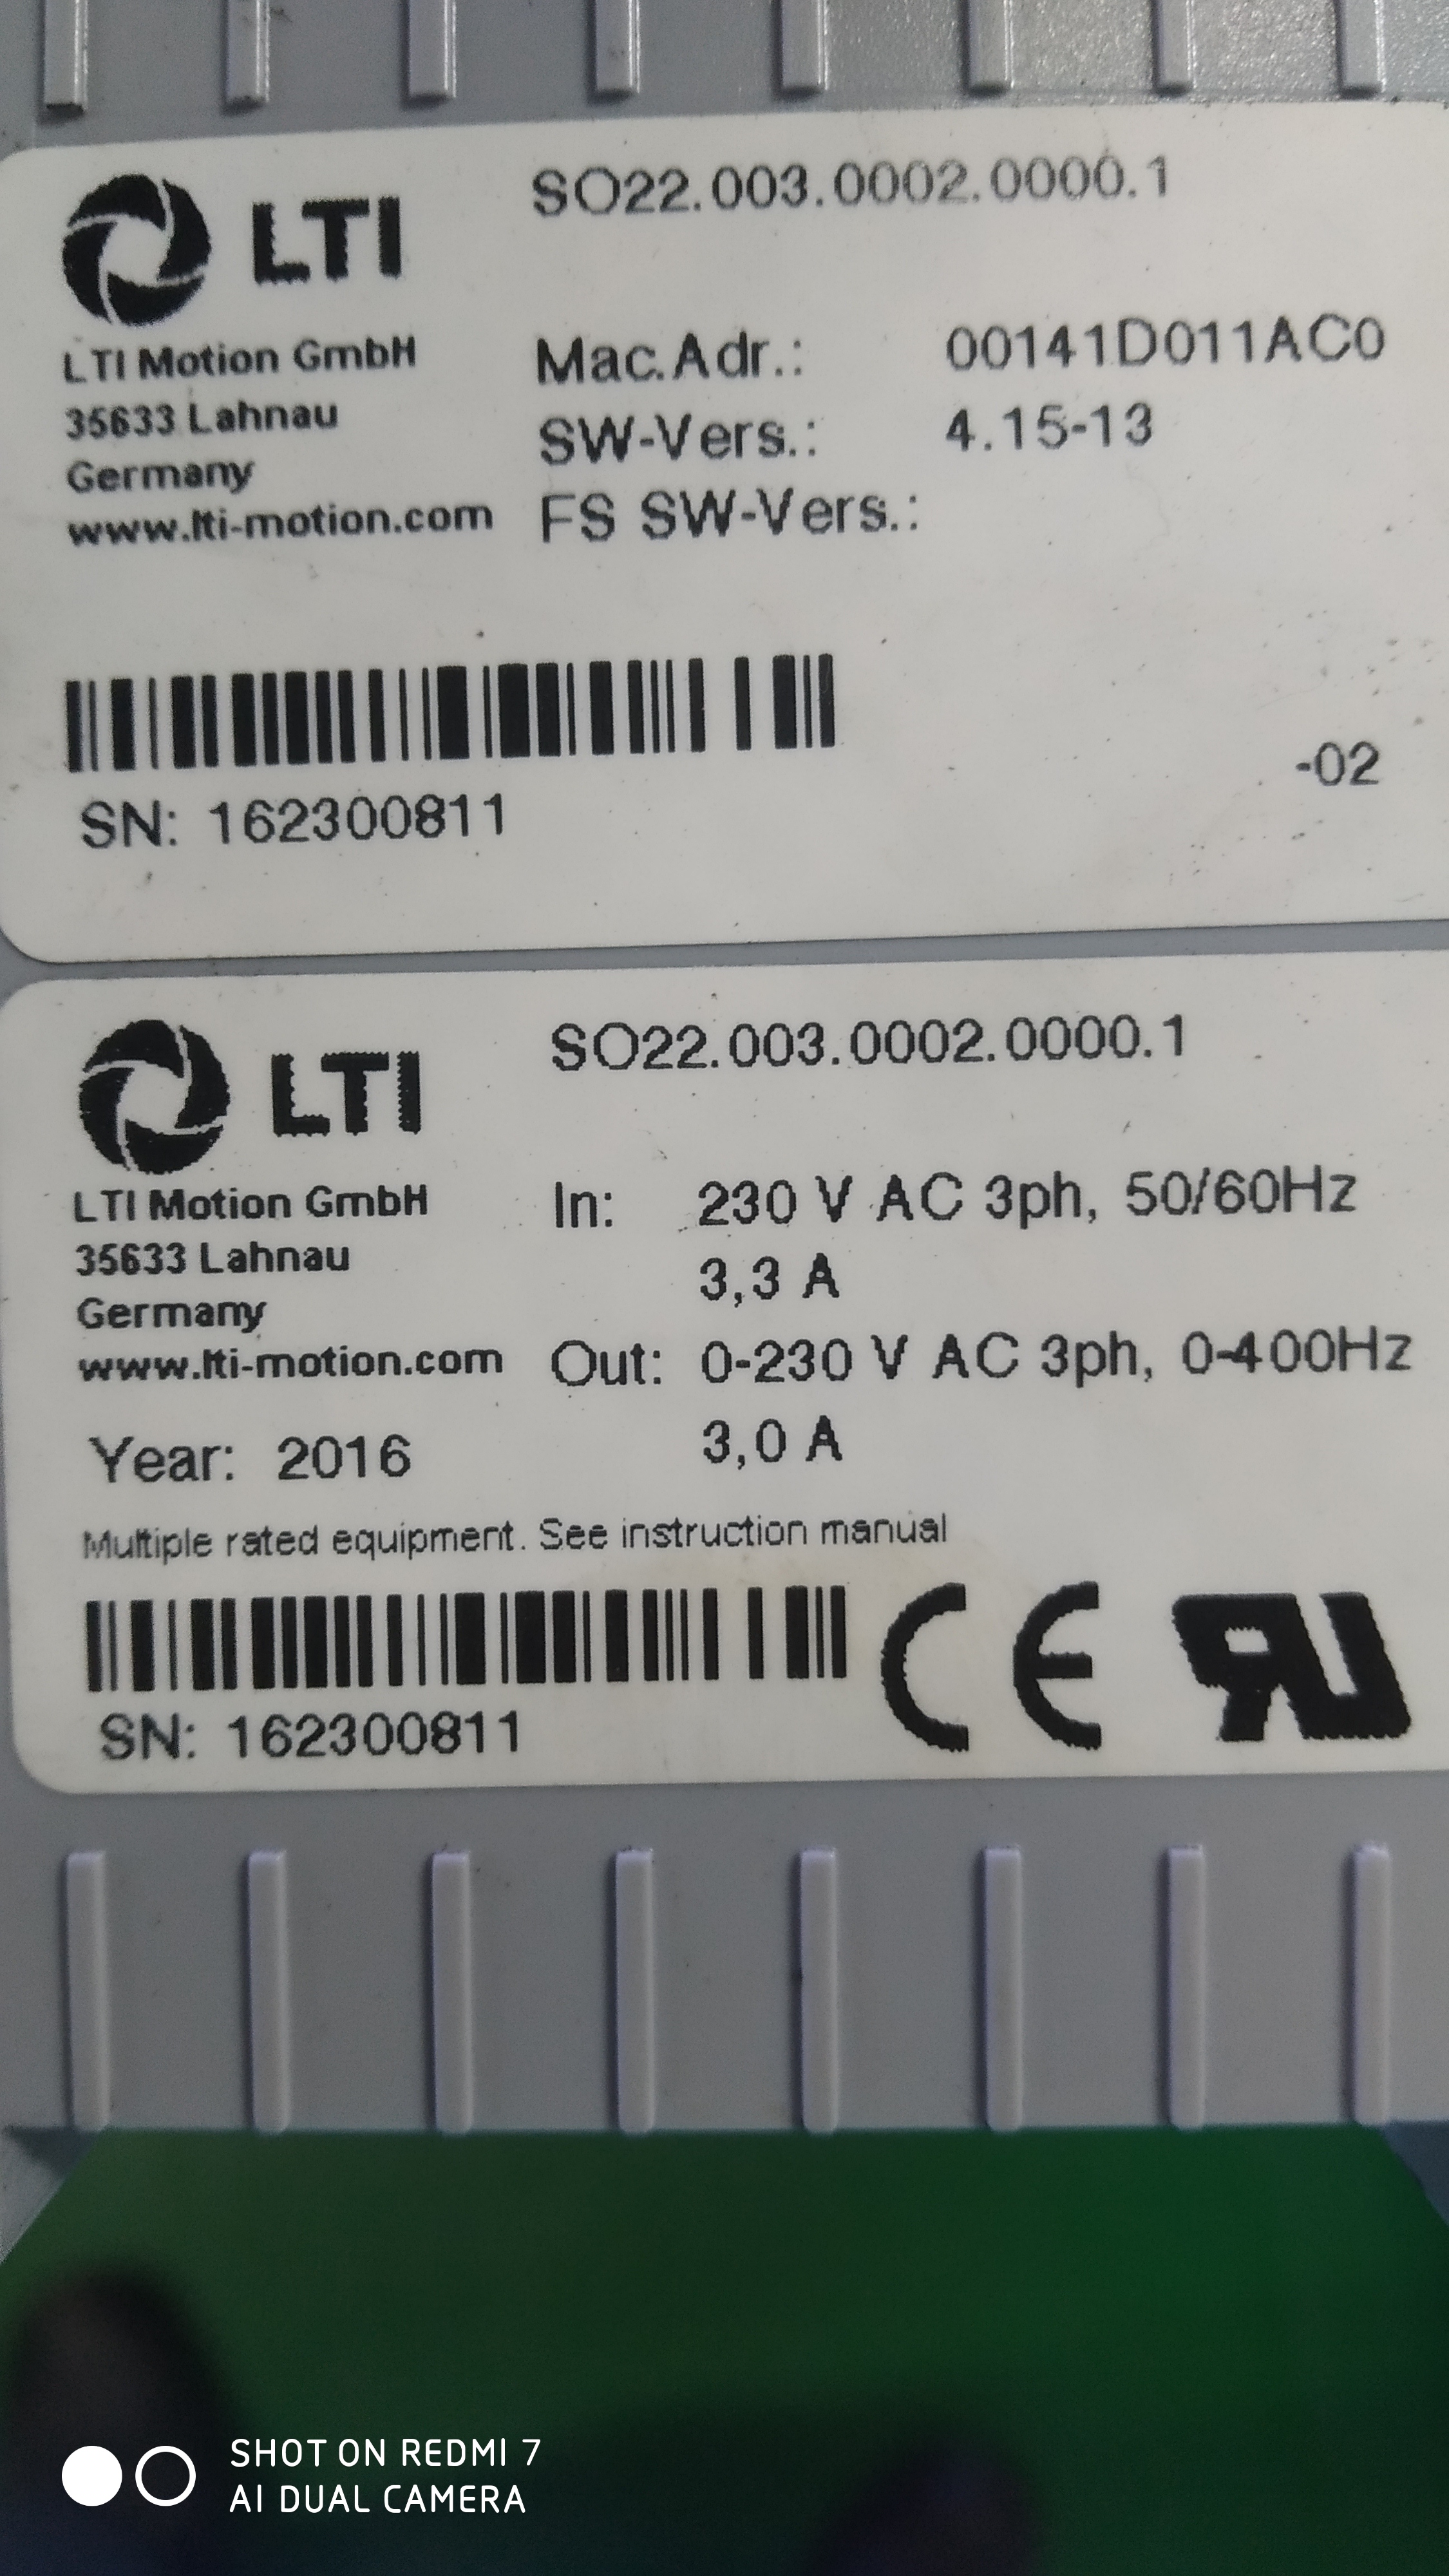 LTI
SO22.003.0002.0000.1
LTI Motion GmbH
35633 Lahnau
Germany
www.lti-motion.com
Mac.Adr.: 00141D011AC0
SW-Vers.: 4.15-13
FS SW-Vers.:
-02
SN: 162300811
LTI
SO22.003.0002.0000.1
LTI Motion GmbH
35633 Lahnau
Germany
www.lti-motion.com
In: 230 V AC 3ph, 50/60Hz
3,3 A
Out: 0-230 V AC 3ph, 0-400Hz
3,0 A
Year: 2016
Multiple rated equipment. See instruction manual
CE RU
SN: 162300811
SHOT ON REDMI 7
AI DUAL CAMERA